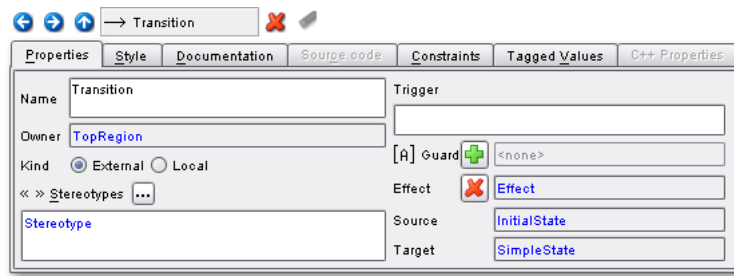 Transition
Properties Style Documentation Source code Constraints Tagged Values C++ Properties
Name Transition
Owner TopRegion
Kind External Local
« » Stereotypes ...
Stereotype
Trigger
[A] Guard <none>
Effect Effect
Source InitialState
Target SimpleState